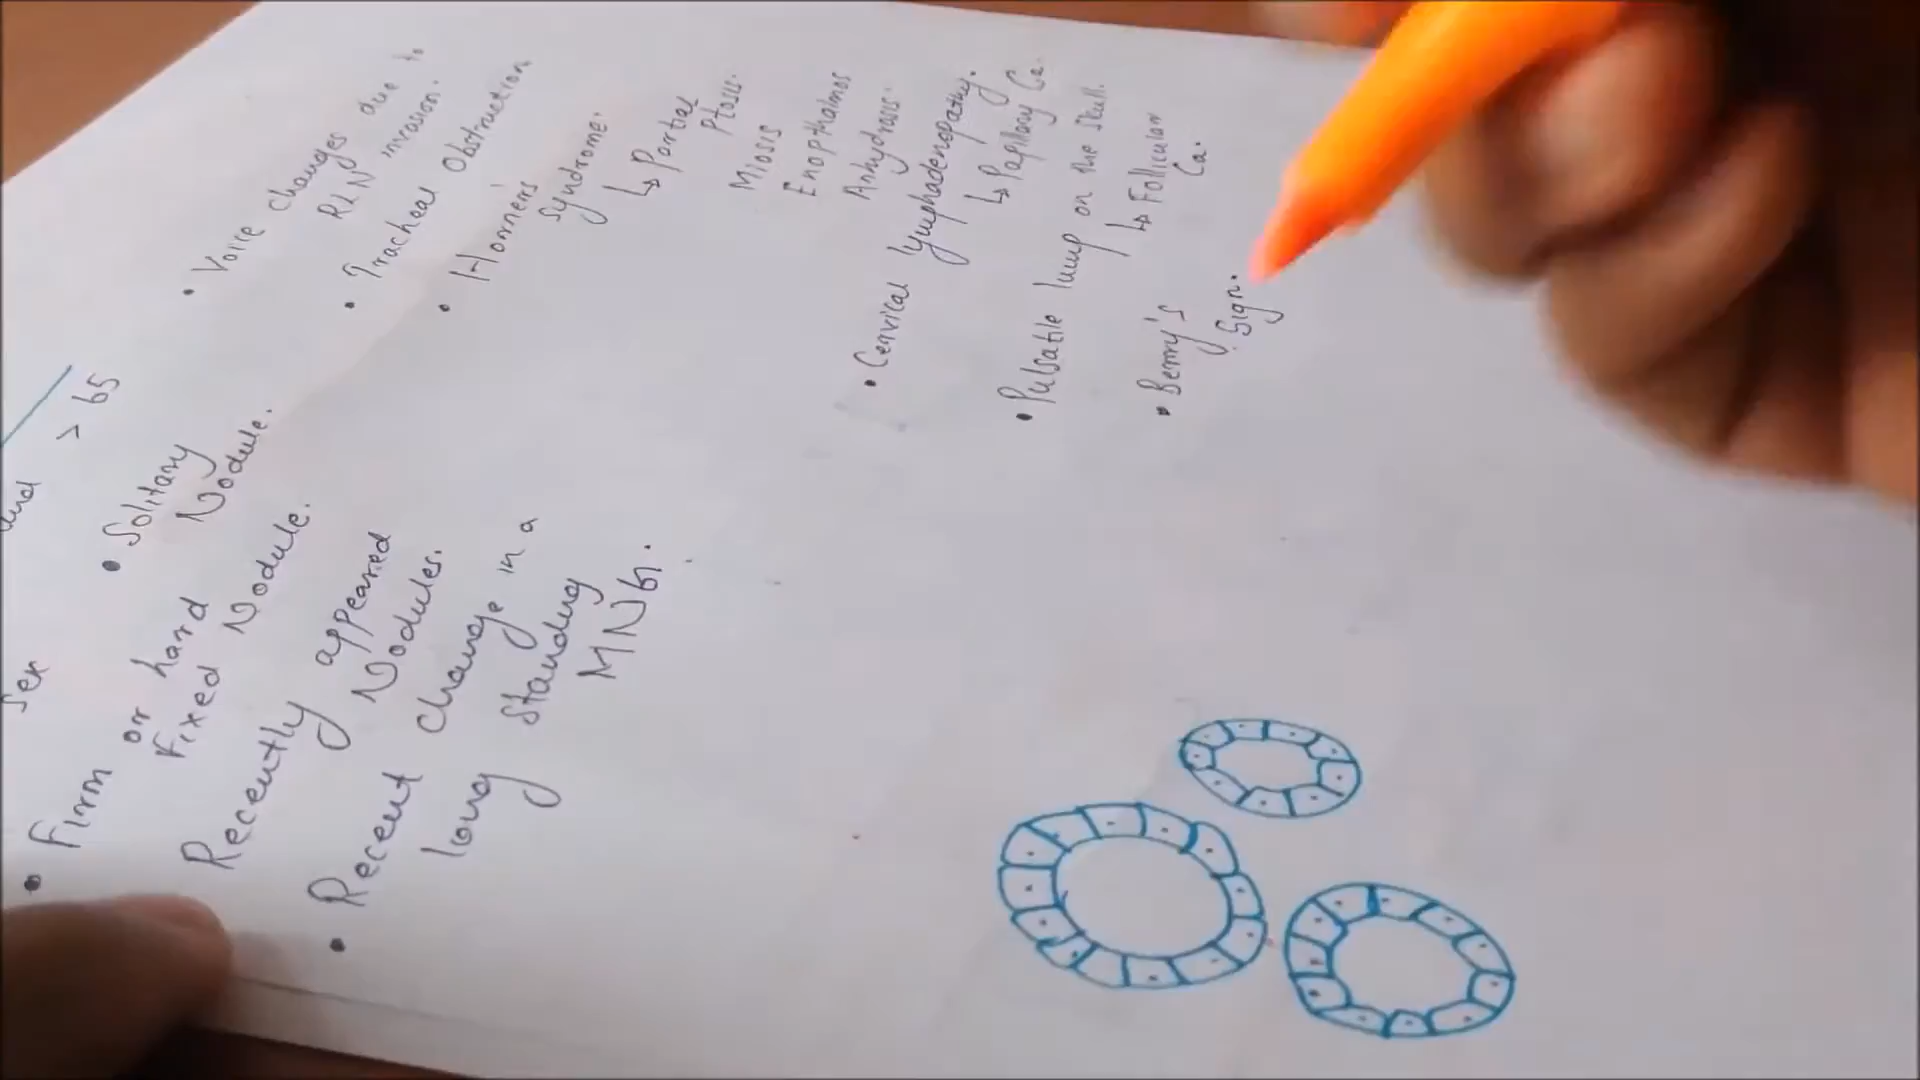 > 65
Sex
• Solitary
Nodule.
• Firm or hard
Fixed Nodule.
Recently appeared
Nodules.
• Recent change in a
long standing
MNG.
• Voice changes due to
RLN invasion.
• Tracheal Obstruction
• Horner's
Syndrome.
↳ Partial
Ptosis.
Miosis
Enopthalmos
Anhydrosis.
• Cervical lymphadenopathy.
↳ Papillary Ca.
• Pulsatile lump on the skull.
↳ Follicular
Ca.
• Berry's
Sign.